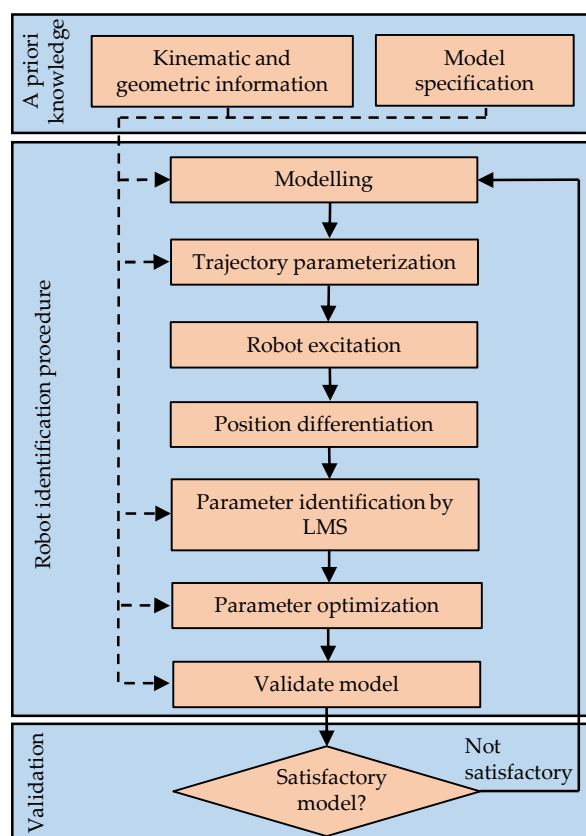 A priori
knowledge
Kinematic and
geometric information
Model
specification
Robot identification procedure
Modelling
Trajectory parameterization
Robot excitation
Position differentiation
Parameter identification by
LMS
Parameter optimization
Validate model
Validation
Satisfactory
model?
Not
satisfactory